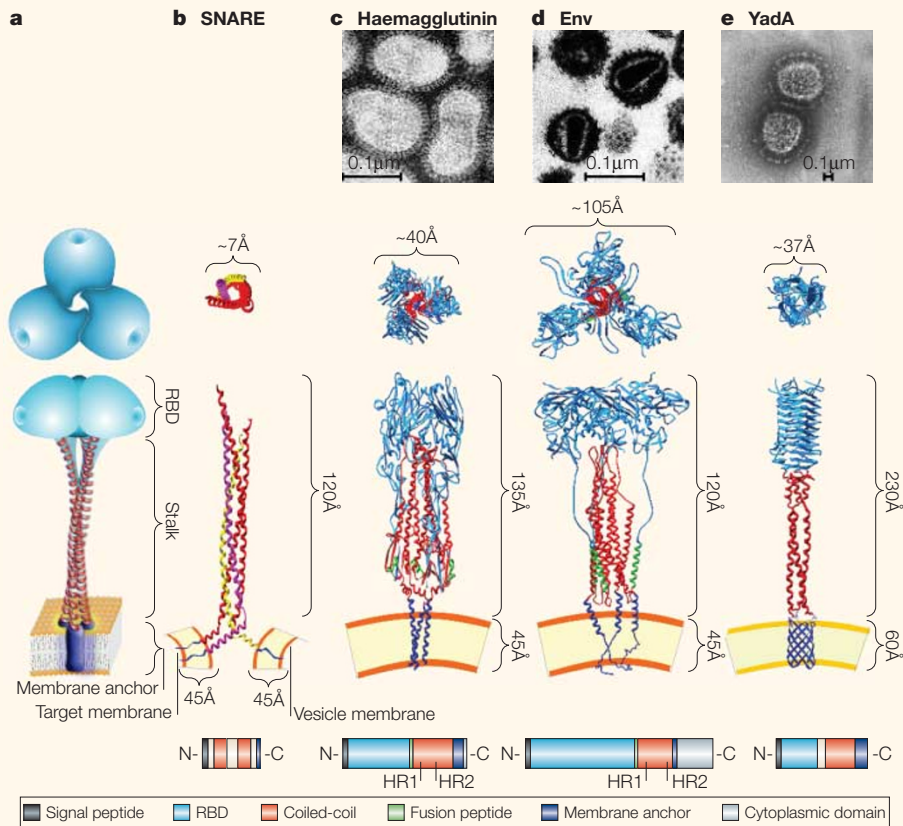 a
b SNARE
c Haemagglutinin
d Env
e YadA
0.1µm
0.1µm
0.1µm
~7Å
~40Å
~105Å
~37Å
RBD
Stalk
120Å
135Å
120Å
230Å
45Å
45Å
60Å
Membrane anchor
Target membrane
45Å
45Å
Vesicle membrane
N- -C
N- -C
N- -C
N- -C
HR1 HR2
HR1 HR2
Signal peptide
RBD
Coiled-coil
Fusion peptide
Membrane anchor
Cytoplasmic domain